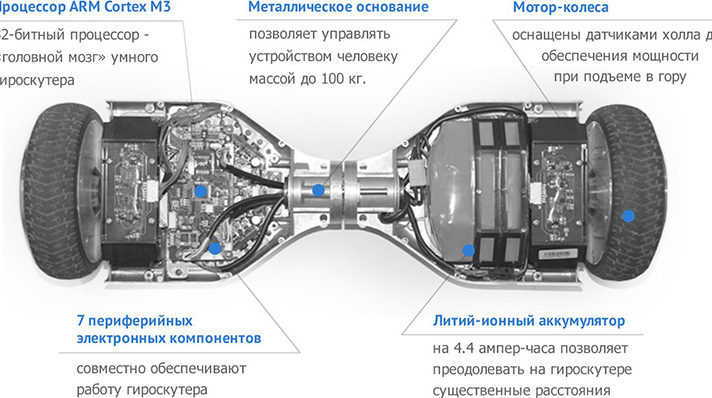 Процессор ARM Cortex M3
32-битный процессор -
«головной мозг» умного
гироскутера
Металлическое основание
позволяет управлять
устройством человеку
массой до 100 кг.
Мотор-колеса
оснащены датчиками холла д
обеспечения мощности
при подъеме в гору
7 периферийных
электронных компонентов
совместно обеспечивают
работу гироскутера
Литий-ионный аккумулятор
на 4.4 ампер-часа позволяет
преодолевать на гироскутере
существенные расстояния